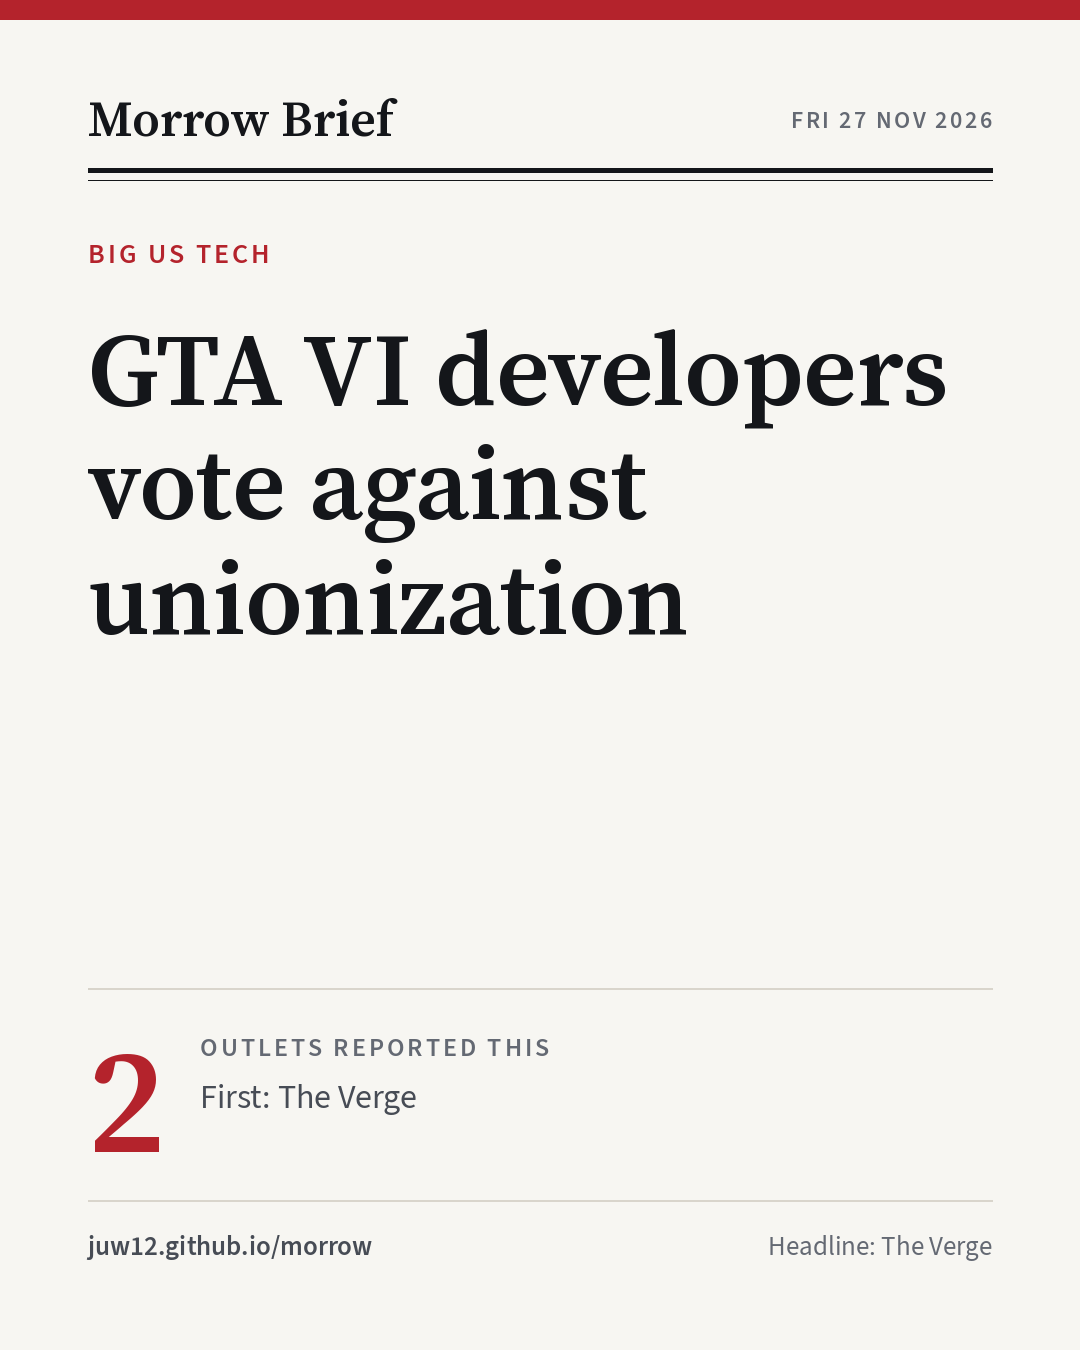 Morrow Brief
FRI 27 NOV 2026
BIG US TECH
GTA VI developers
vote against
unionization
2
OUTLETS REPORTED THIS
First: The Verge
juw12.github.io/morrow
Headline: The Verge